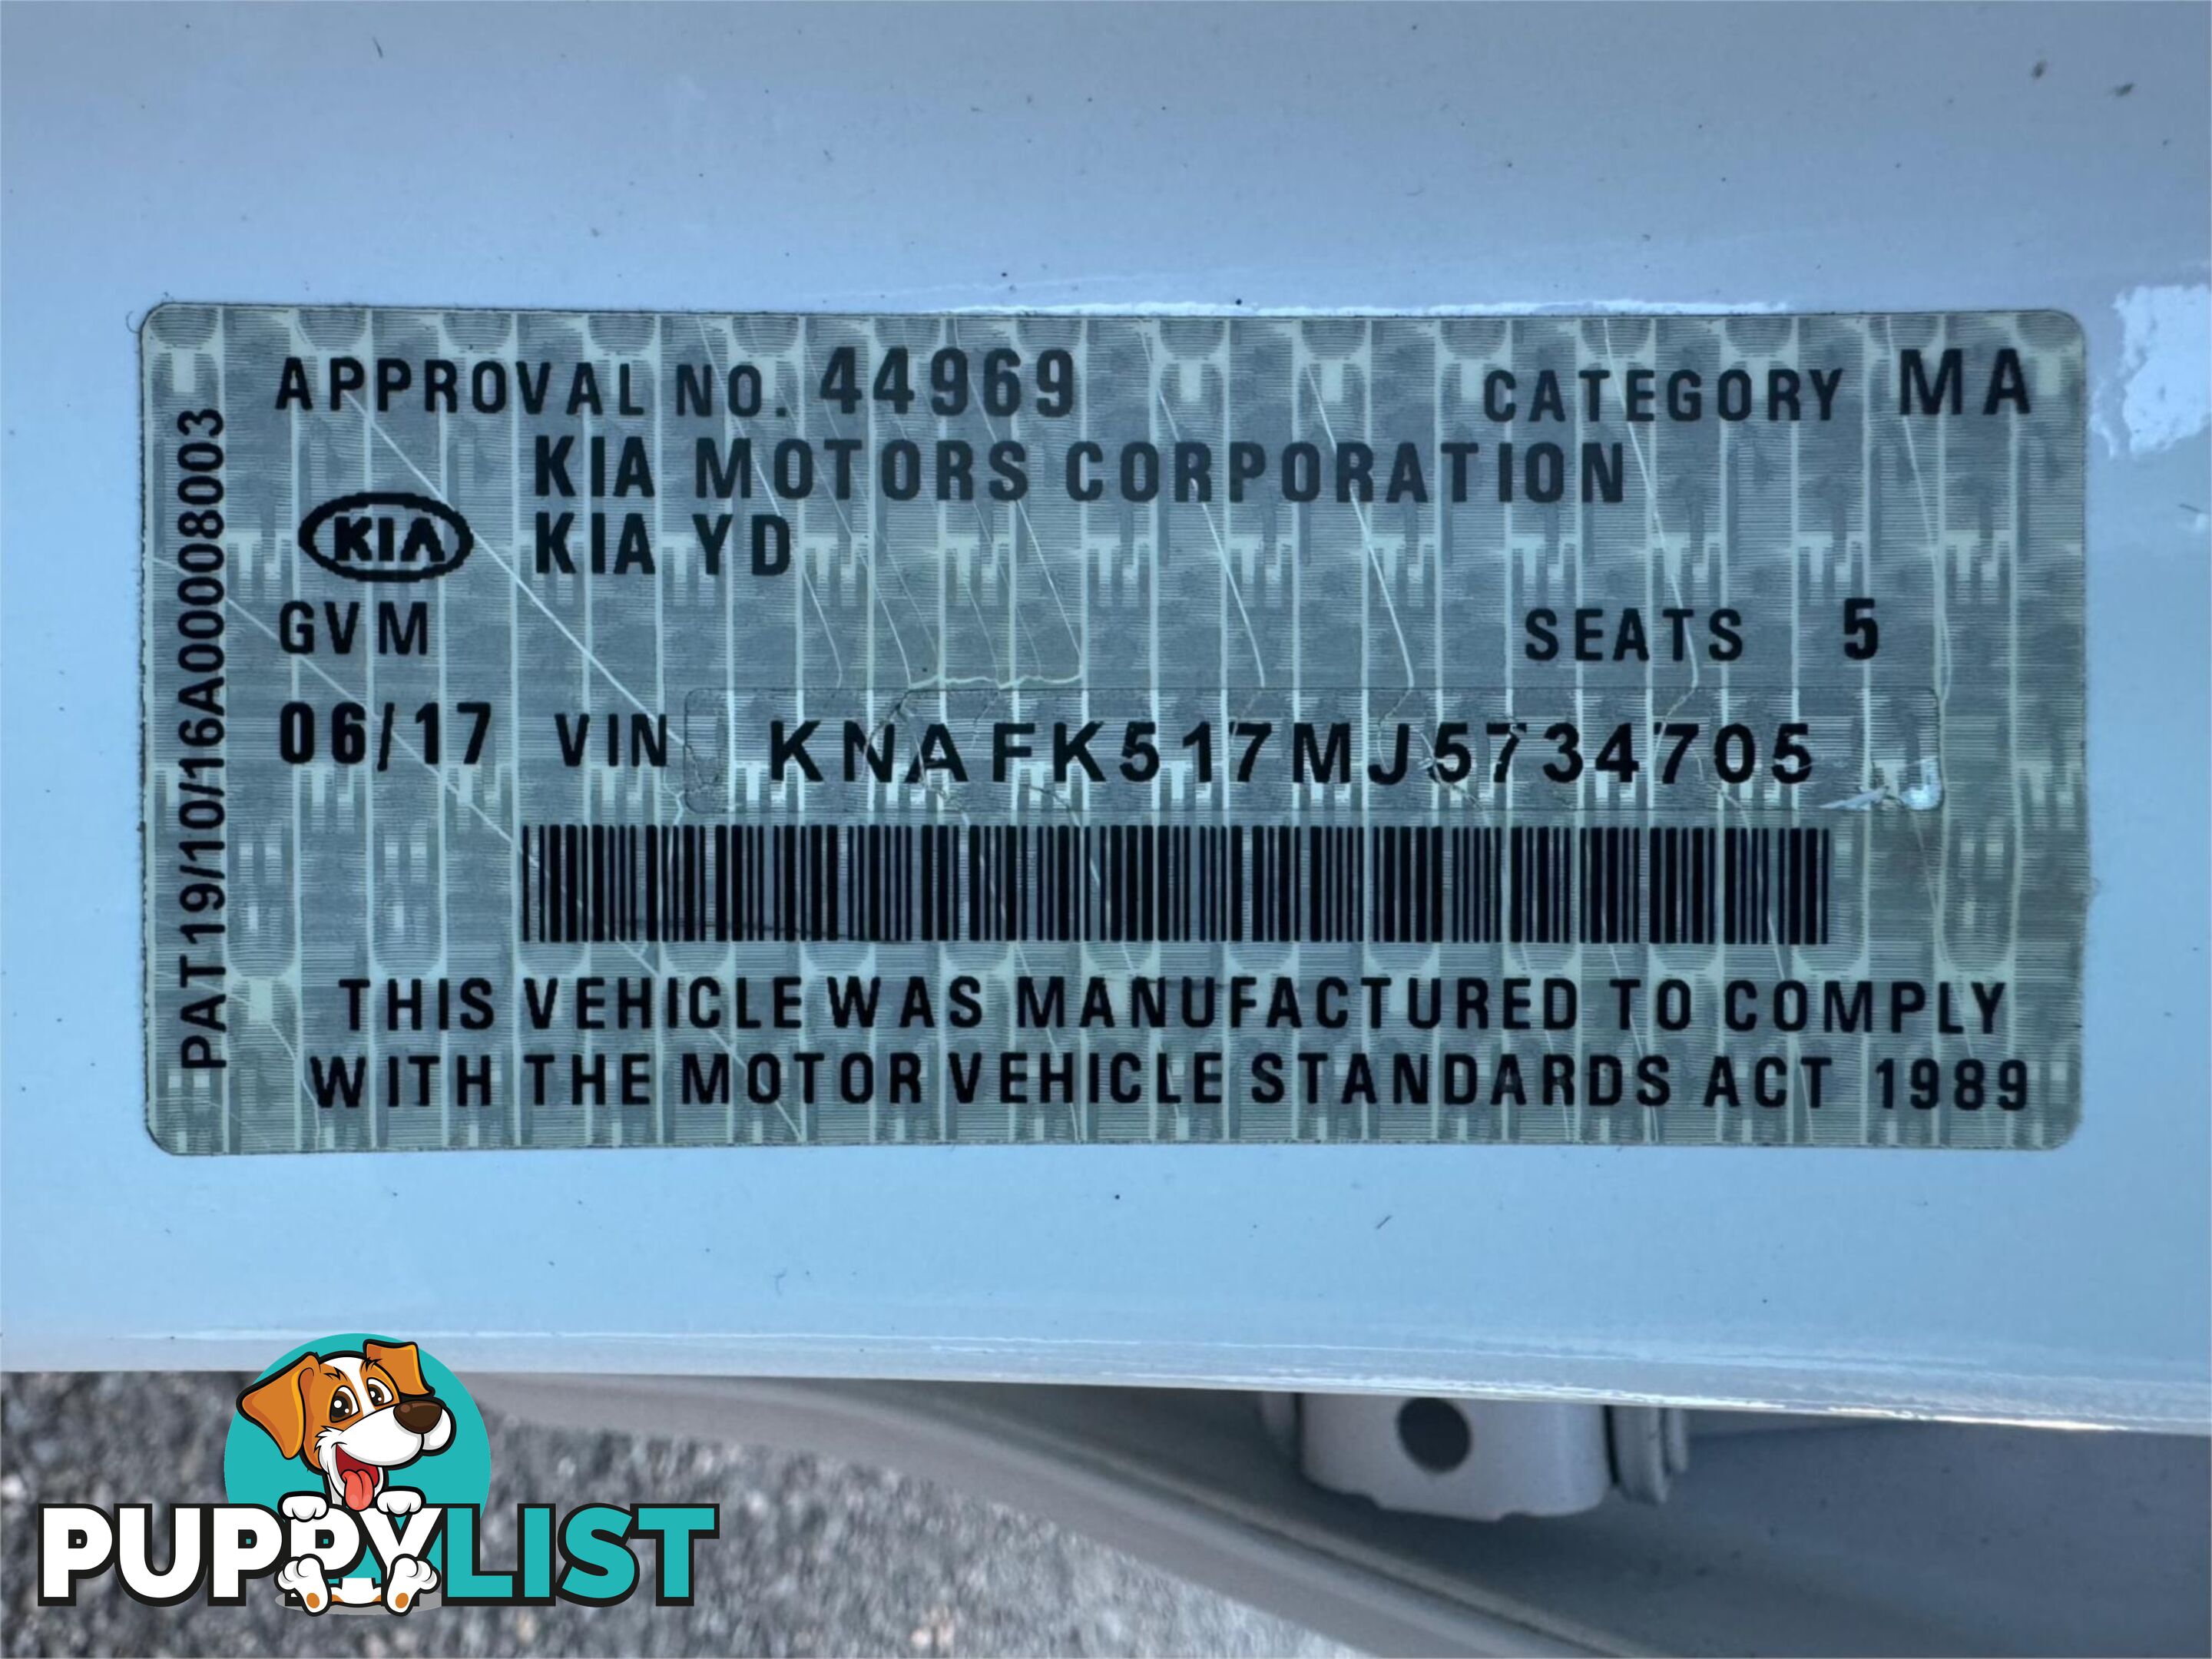 APPROVAL NO. 44969 CATEGORY MA
KIA MOTORS CORPORATION
KIA KIA YD
GVM SEATS 5
06/17 VIN KNAFK517MJ5734705
THIS VEHICLE WAS MANUFACTURED TO COMPLY
WITH THE MOTOR VEHICLE STANDARDS ACT 1989
PAT19/10/16A00008003
PUPPYLIST